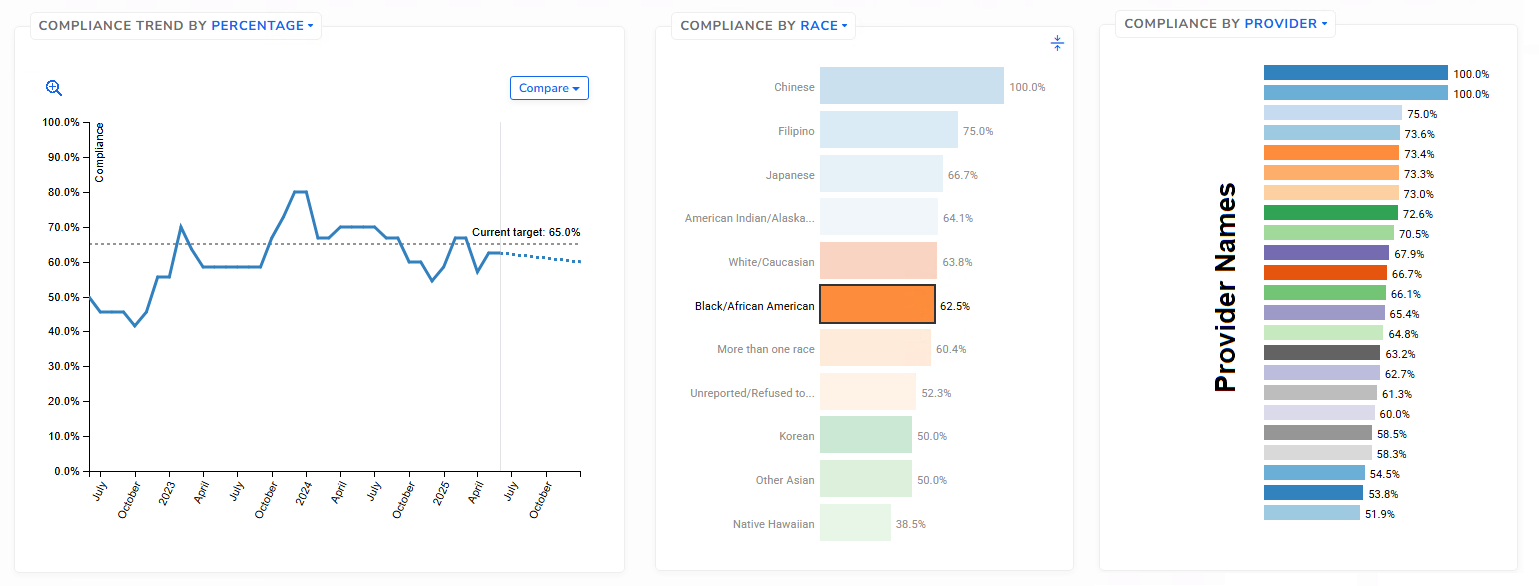 COMPLIANCE TREND BY PERCENTAGE
Compare
100.0%
90.0%
80.0%
70.0%
60.0%
50.0%
40.0%
30.0%
20.0%
10.0%
0.0%
Compliance
Current target: 65.0%
July
October
2023
April
July
October
2024
April
July
October
2025
April
July
October
COMPLIANCE BY RACE
Chinese 100.0%
Filipino 75.0%
Japanese 66.7%
American Indian/Alaska... 64.1%
White/Caucasian 63.8%
Black/African American 62.5%
More than one race 60.4%
Unreported/Refused to... 52.3%
Korean 50.0%
Other Asian 50.0%
Native Hawaiian 38.5%
COMPLIANCE BY PROVIDER
Provider Names
100.0%
100.0%
75.0%
73.6%
73.4%
73.3%
73.0%
72.6%
70.5%
67.9%
66.7%
66.1%
65.4%
64.8%
63.2%
62.7%
61.3%
60.0%
58.5%
58.3%
54.5%
53.8%
51.9%